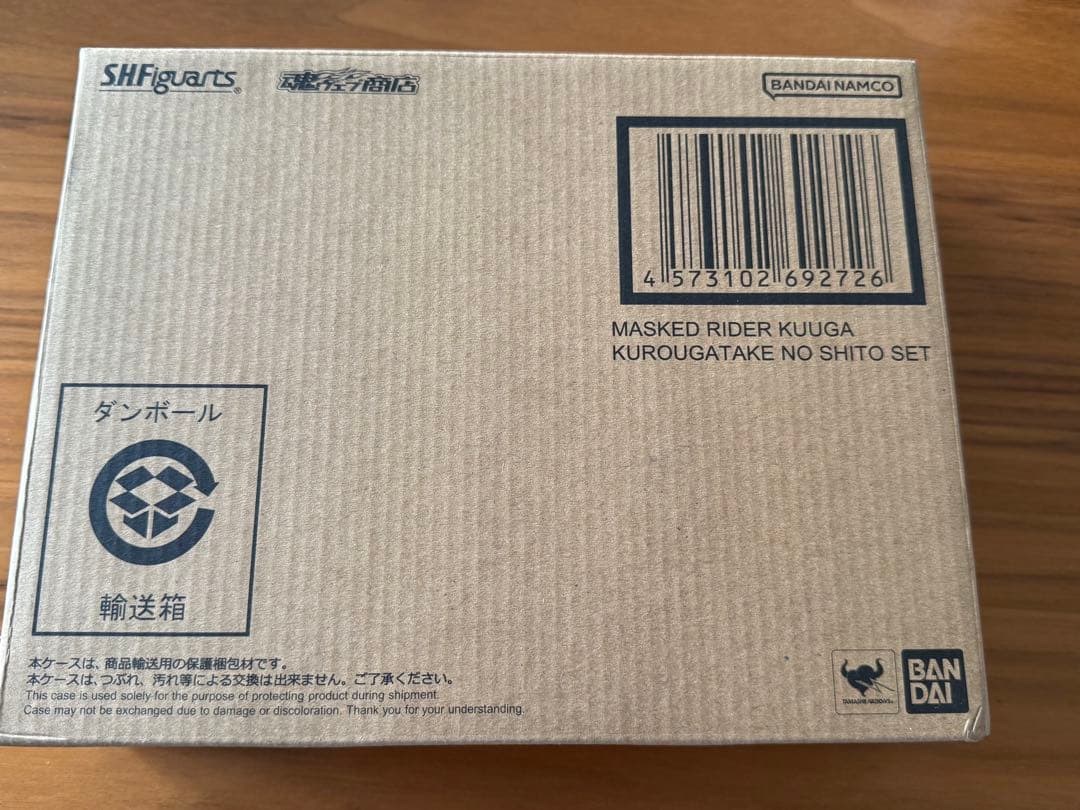 S.H.Figuarts®
魂ウェブ商店
BANDAI NAMCO
4 573102 692726
MASKED RIDER KUUGA
KUROUGATAKE NO SHITO SET
ダンボール
輸送箱
本ケースは、商品輸送用の保護梱包材です。
本ケースは、つぶれ、汚れ等による交換は出来ません。ご了承ください。
This case is used solely for the purpose of protecting product during shipment.
Case may not be exchanged due to damage or discoloration. Thank you for your understanding.
TAMASHII NATIONS
BAN
DAI